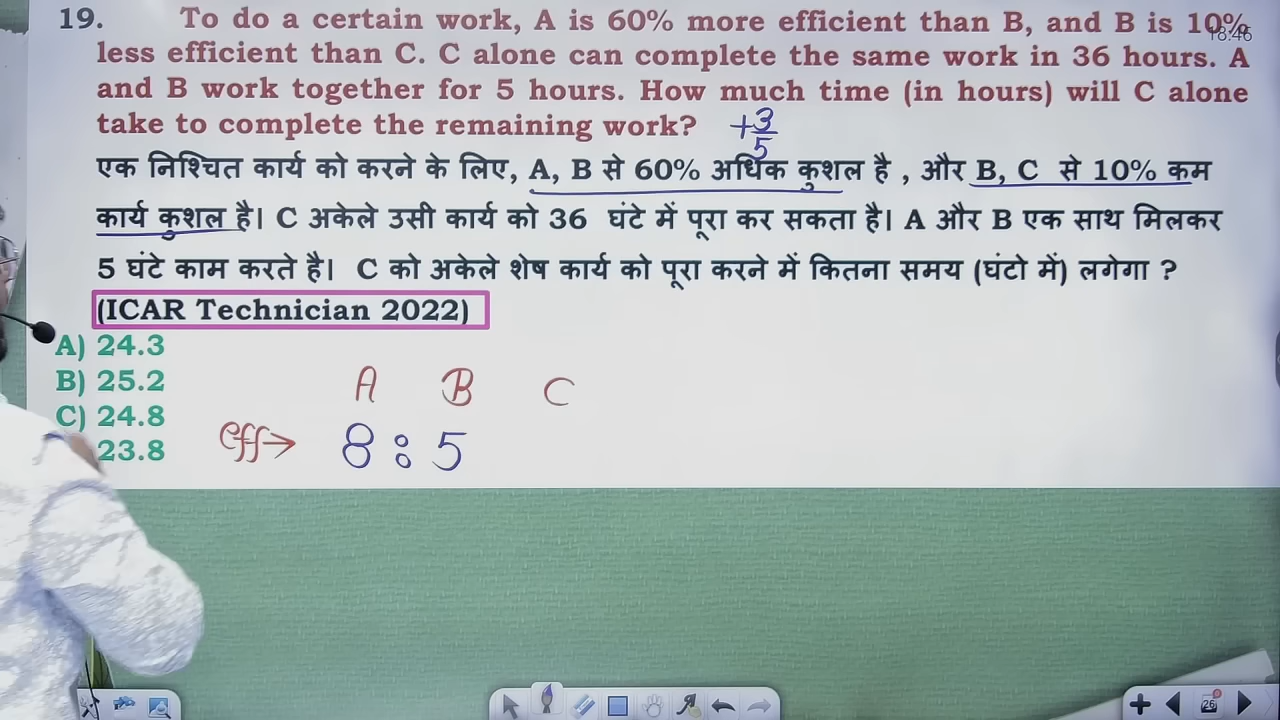 19. To do a certain work, A is 60% more efficient than B, and B is 10%
18:46
less efficient than C. C alone can complete the same work in 36 hours. A
and B work together for 5 hours. How much time (in hours) will C alone
take to complete the remaining work? +3/5
एक निश्चित कार्य को करने के लिए, A, B से 60% अधिक कुशल है , और B, C से 10% कम
कार्य कुशल है। C अकेले उसी कार्य को 36 घंटे में पूरा कर सकता है। A और B एक साथ मिलकर
5 घंटे काम करते है। C को अकेले शेष कार्य को पूरा करने में कितना समय (घंटो में) लगेगा ?
(ICAR Technician 2022)
A) 24.3
B) 25.2
C) 24.8
23.8
A B C
eff→ 8 : 5
26